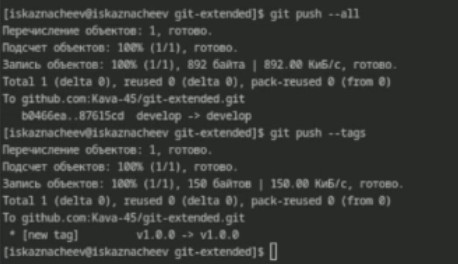 [iskaznacheev@iskaznacheev git-extended]$ git push --all
Перечисление объектов: 1, готово.
Подсчет объектов: 100% (1/1), готово.
Запись объектов: 100% (1/1), 892 байта | 892.00 КиБ/с, готово.
Total 1 (delta 0), reused 0 (delta 0), pack-reused 0 (from 0)
To github.com:Kava-45/git-extended.git
b0466ea..87615cd develop -> develop
[iskaznacheev@iskaznacheev git-extended]$ git push --tags
Перечисление объектов: 1, готово.
Подсчет объектов: 100% (1/1), готово.
Запись объектов: 100% (1/1), 150 байтов | 150.00 КиБ/с, готово.
Total 1 (delta 0), reused 0 (delta 0), pack-reused 0 (from 0)
To github.com:Kava-45/git-extended.git
* [new tag] v1.0.0 -> v1.0.0
[iskaznacheev@iskaznacheev git-extended]$